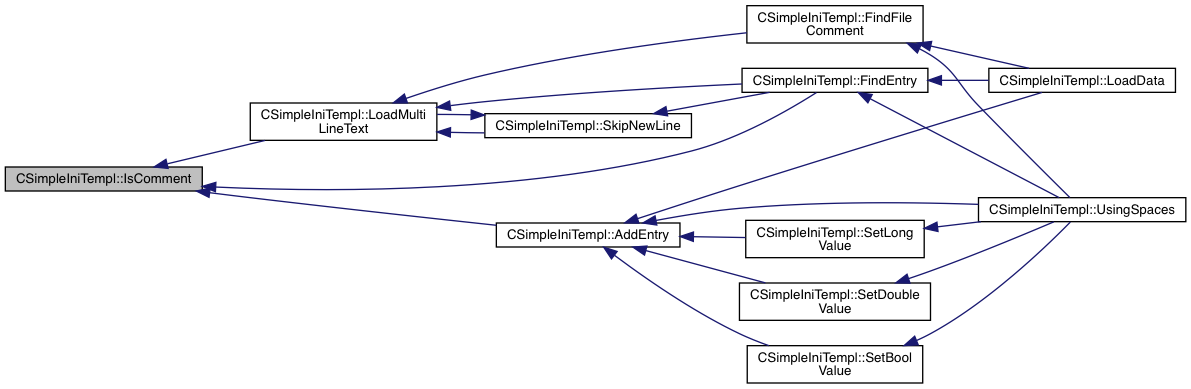 CSimpleIniTempl::FindFile
Comment
CSimpleIniTempl::FindEntry
CSimpleIniTempl::LoadData
CSimpleIniTempl::LoadMulti
LineText
CSimpleIniTempl::SkipNewLine
CSimpleIniTempl::IsComment
CSimpleIniTempl::UsingSpaces
CSimpleIniTempl::AddEntry
CSimpleIniTempl::SetLong
Value
CSimpleIniTempl::SetDouble
Value
CSimpleIniTempl::SetBool
Value